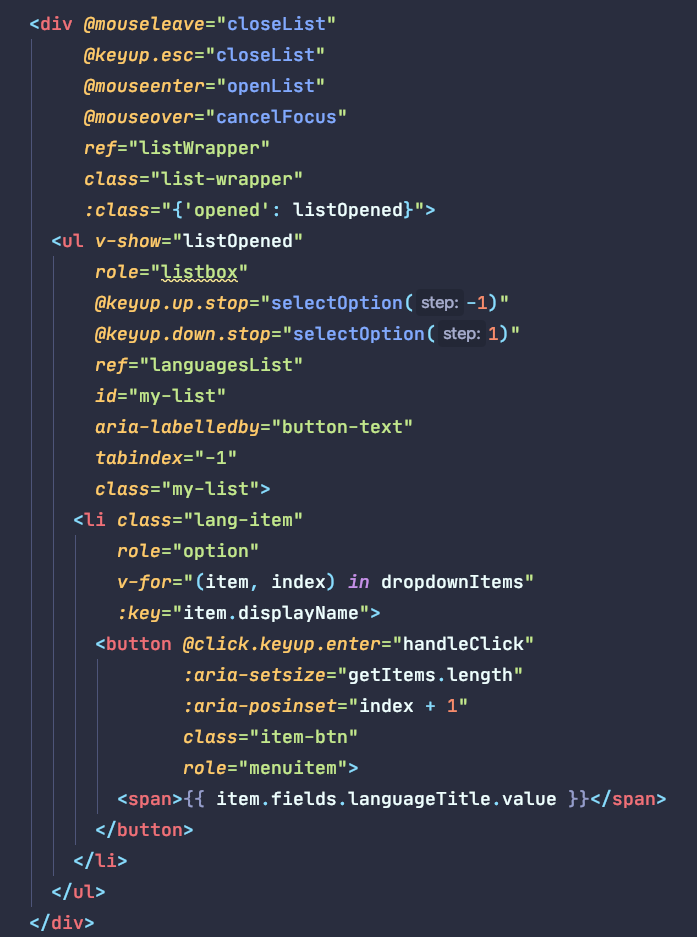 <div @mouseleave="closeList"
@keyup.esc="closeList"
@mouseenter="openList"
@mouseover="cancelFocus"
ref="listWrapper"
class="list-wrapper"
:class="{'opened': listOpened}">
<ul v-show="listOpened"
role="listbox"
@keyup.up.stop="selectOption( step: -1)"
@keyup.down.stop="selectOption( step: 1)"
ref="languagesList"
id="my-list"
aria-labelledby="button-text"
tabindex="-1"
class="my-list">
<li class="lang-item"
role="option"
v-for="(item, index) in dropdownItems"
:key="item.displayName">
<button @click.keyup.enter="handleClick"
:aria-setsize="getItems.length"
:aria-posinset="index + 1"
class="item-btn"
role="menuitem">
<span>{{ item.fields.languageTitle.value }}</span>
</button>
</li>
</ul>
</div>